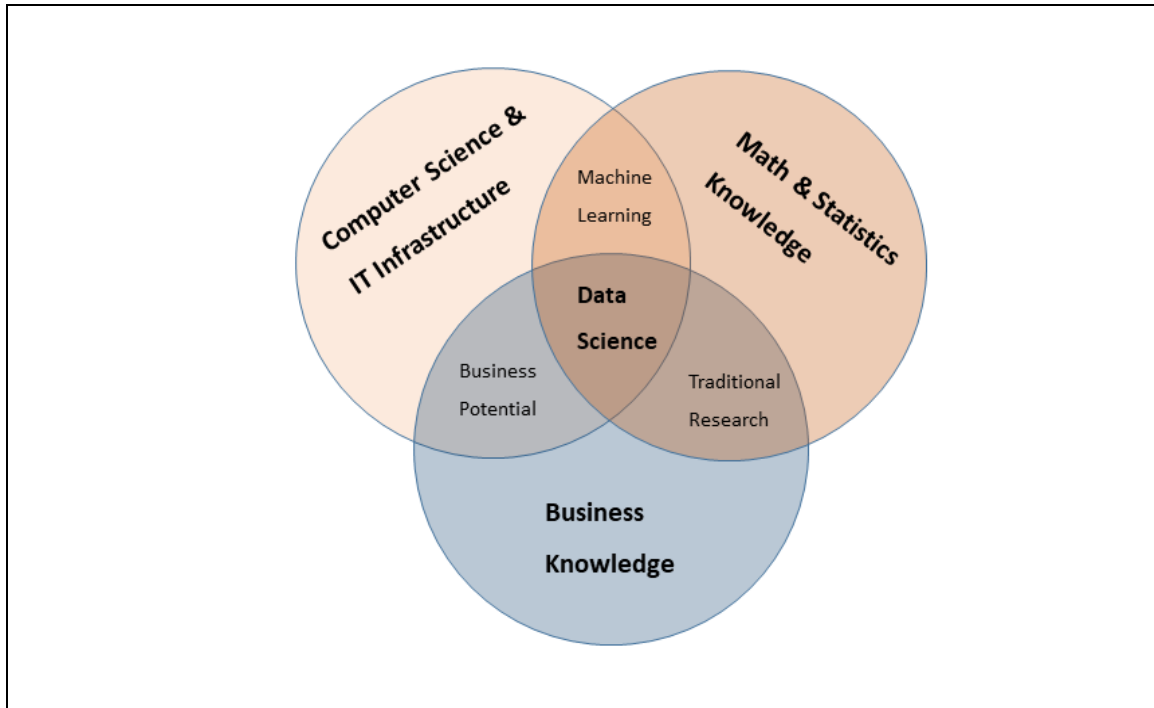 Computer Science &
IT Infrastructure
Math & Statistics
Knowledge
Machine
Learning
Data
Science
Business
Potential
Traditional
Research
Business
Knowledge